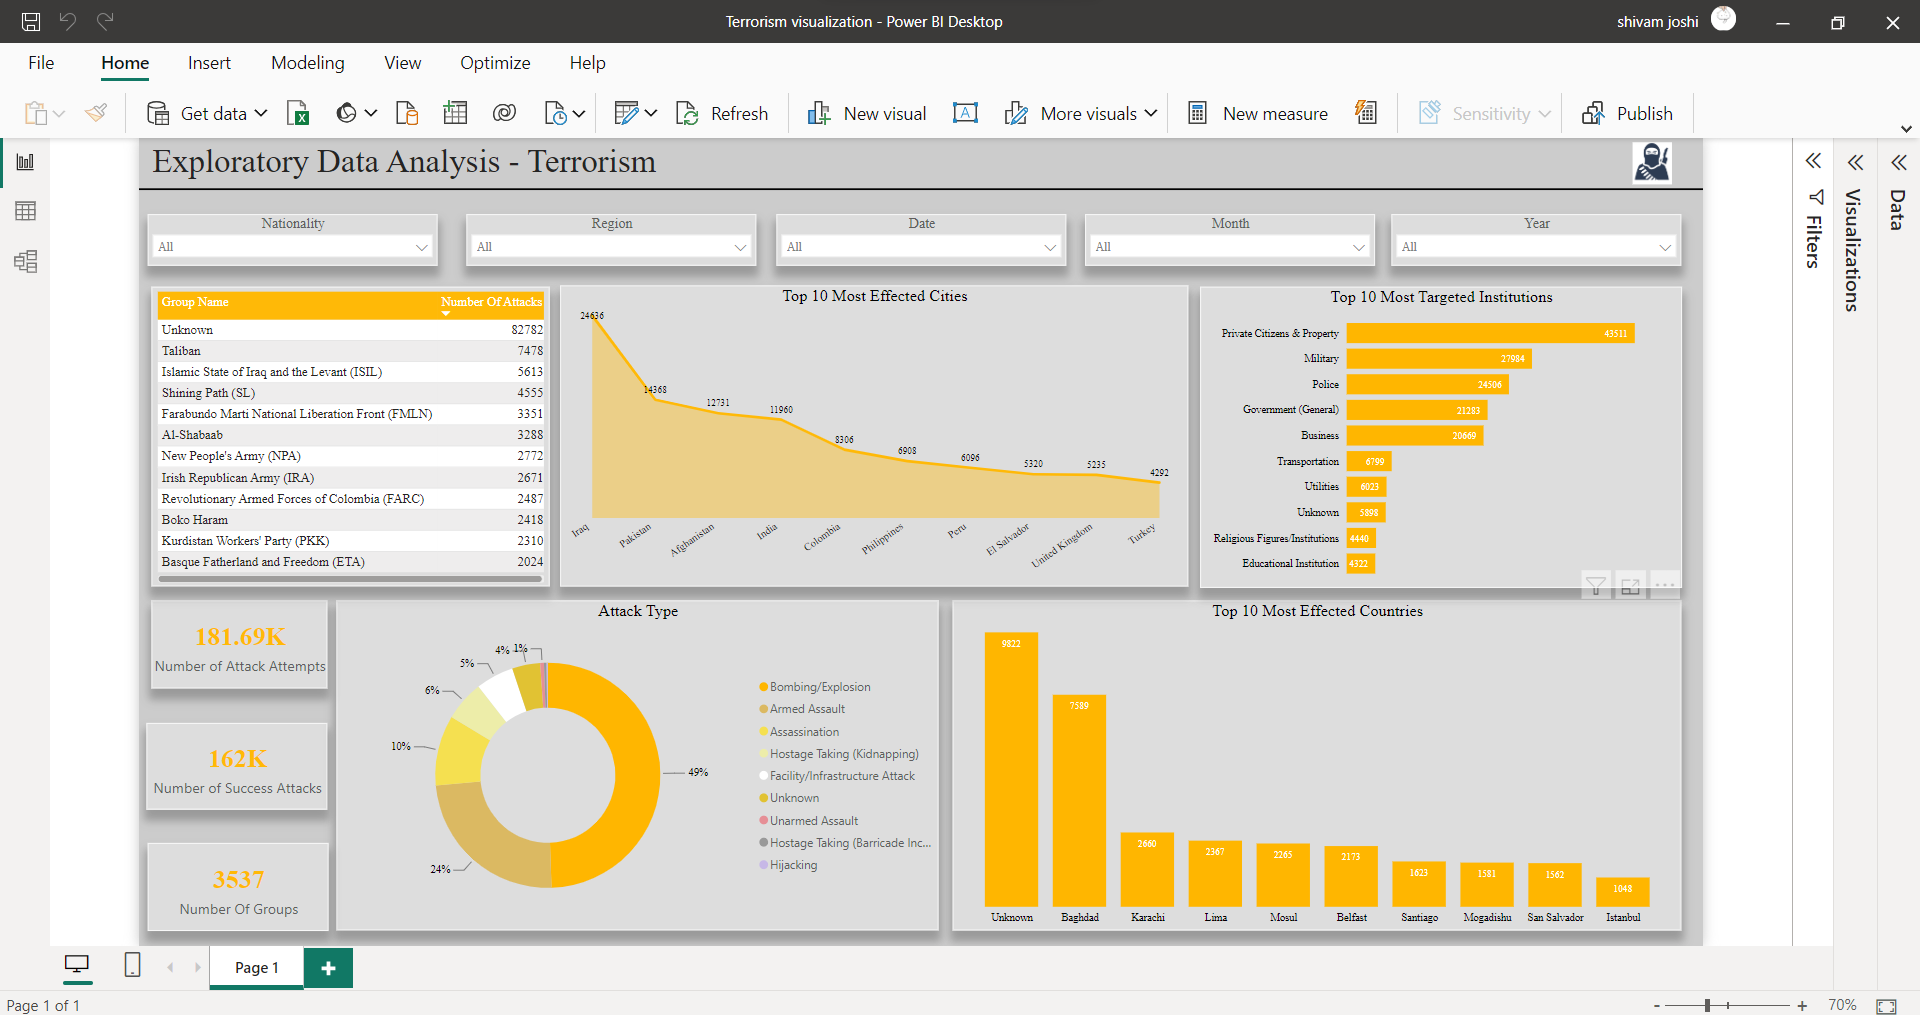 Terrorism visualization - Power BI Desktop
shivam joshi
File Home Insert Modeling View Optimize Help
Get data Refresh New visual More visuals New measure Sensitivity Publish
Exploratory Data Analysis - Terrorism
Nationality Region Date Month Year
All All All All All
Group Name Number Of Attacks
Unknown 82782
Taliban 7478
Islamic State of Iraq and the Levant (ISIL) 5613
Shining Path (SL) 4555
Farabundo Marti National Liberation Front (FMLN) 3351
Al-Shabaab 3288
New People's Army (NPA) 2772
Irish Republican Army (IRA) 2671
Revolutionary Armed Forces of Colombia (FARC) 2487
Boko Haram 2418
Kurdistan Workers' Party (PKK) 2310
Basque Fatherland and Freedom (ETA) 2024
Top 10 Most Effected Cities
24636 14368 12731 11960 8306 6908 6096 5320 5235 4292
Iraq Pakistan Afghanistan India Colombia Philippines Peru El Salvador United Kingdom Turkey
Top 10 Most Targeted Institutions
Private Citizens & Property 43511
Military 27984
Police 24506
Government (General) 21283
Business 20669
Transportation 6799
Utilities 6023
Unknown 5898
Religious Figures/Institutions 4440
Educational Institution 4322
181.69K
Number of Attack Attempts
162K
Number of Success Attacks
3537
Number Of Groups
Attack Type
49%
24%
10%
6%
5%
4%
1%
Bombing/Explosion
Armed Assault
Assassination
Hostage Taking (Kidnapping)
Facility/Infrastructure Attack
Unknown
Unarmed Assault
Hostage Taking (Barricade Inc...
Hijacking
Top 10 Most Effected Countries
9822 7589 2660 2367 2265 2173 1623 1581 1562 1048
Unknown Baghdad Karachi Lima Mosul Belfast Santiago Mogadishu San Salvador Istanbul
Filters
Visualizations
Data
Page 1
Page 1 of 1
- + 70%